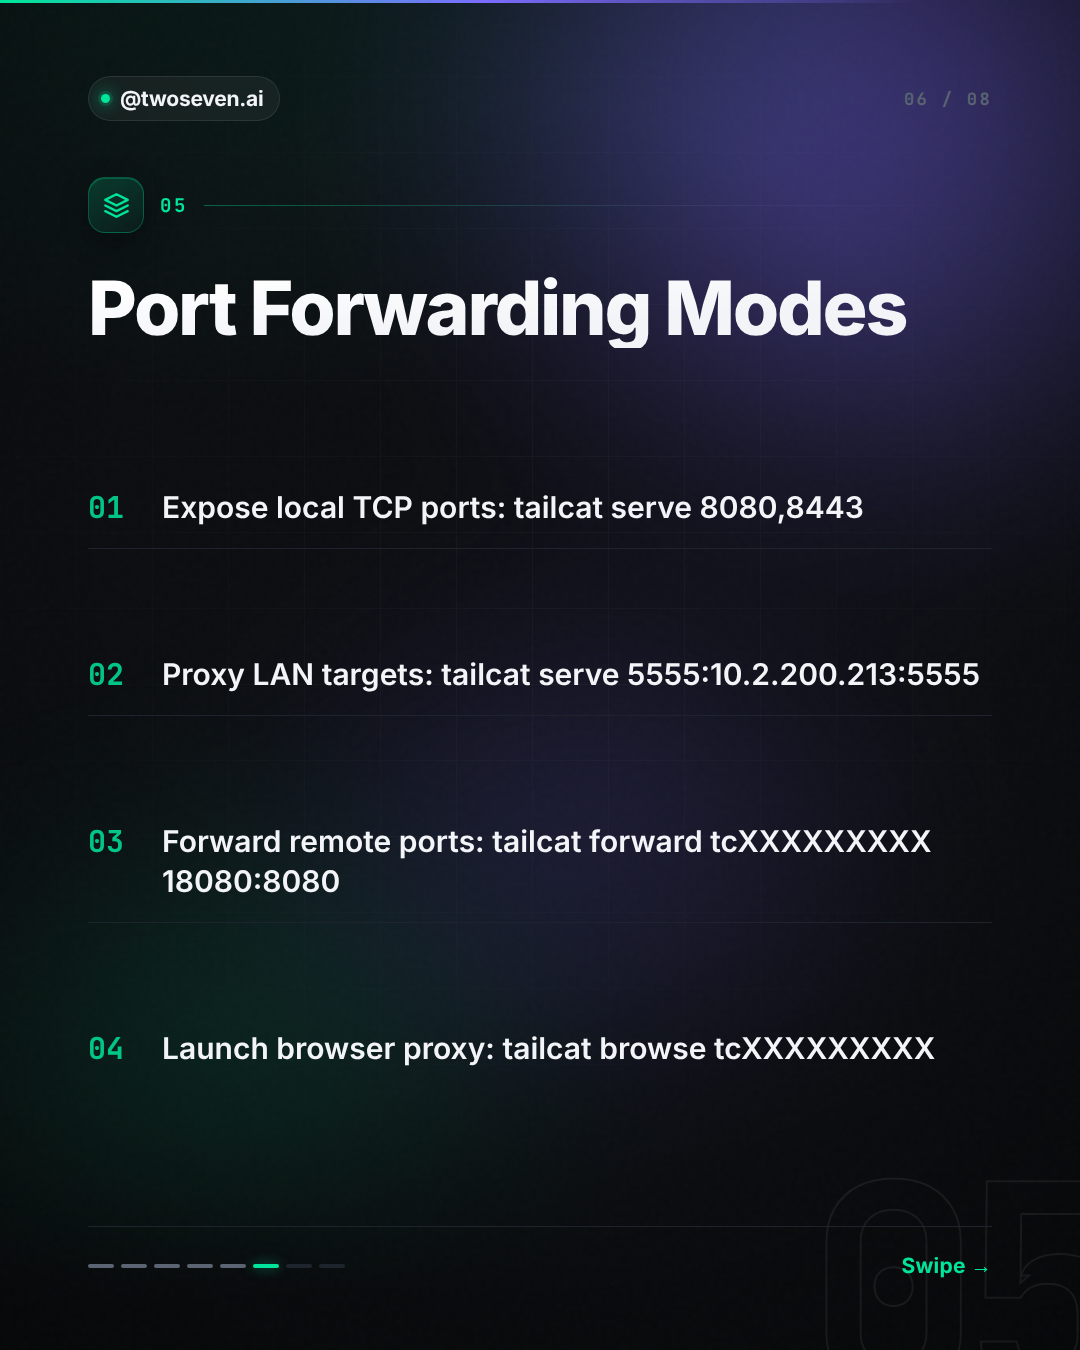 @twoseven.ai
06 / 08
05
Port Forwarding Modes
01 Expose local TCP ports: tailcat serve 8080,8443
02 Proxy LAN targets: tailcat serve 5555:10.2.200.213:5555
03 Forward remote ports: tailcat forward tcXXXXXXXXX
18080:8080
04 Launch browser proxy: tailcat browse tcXXXXXXXXX
Swipe →
05